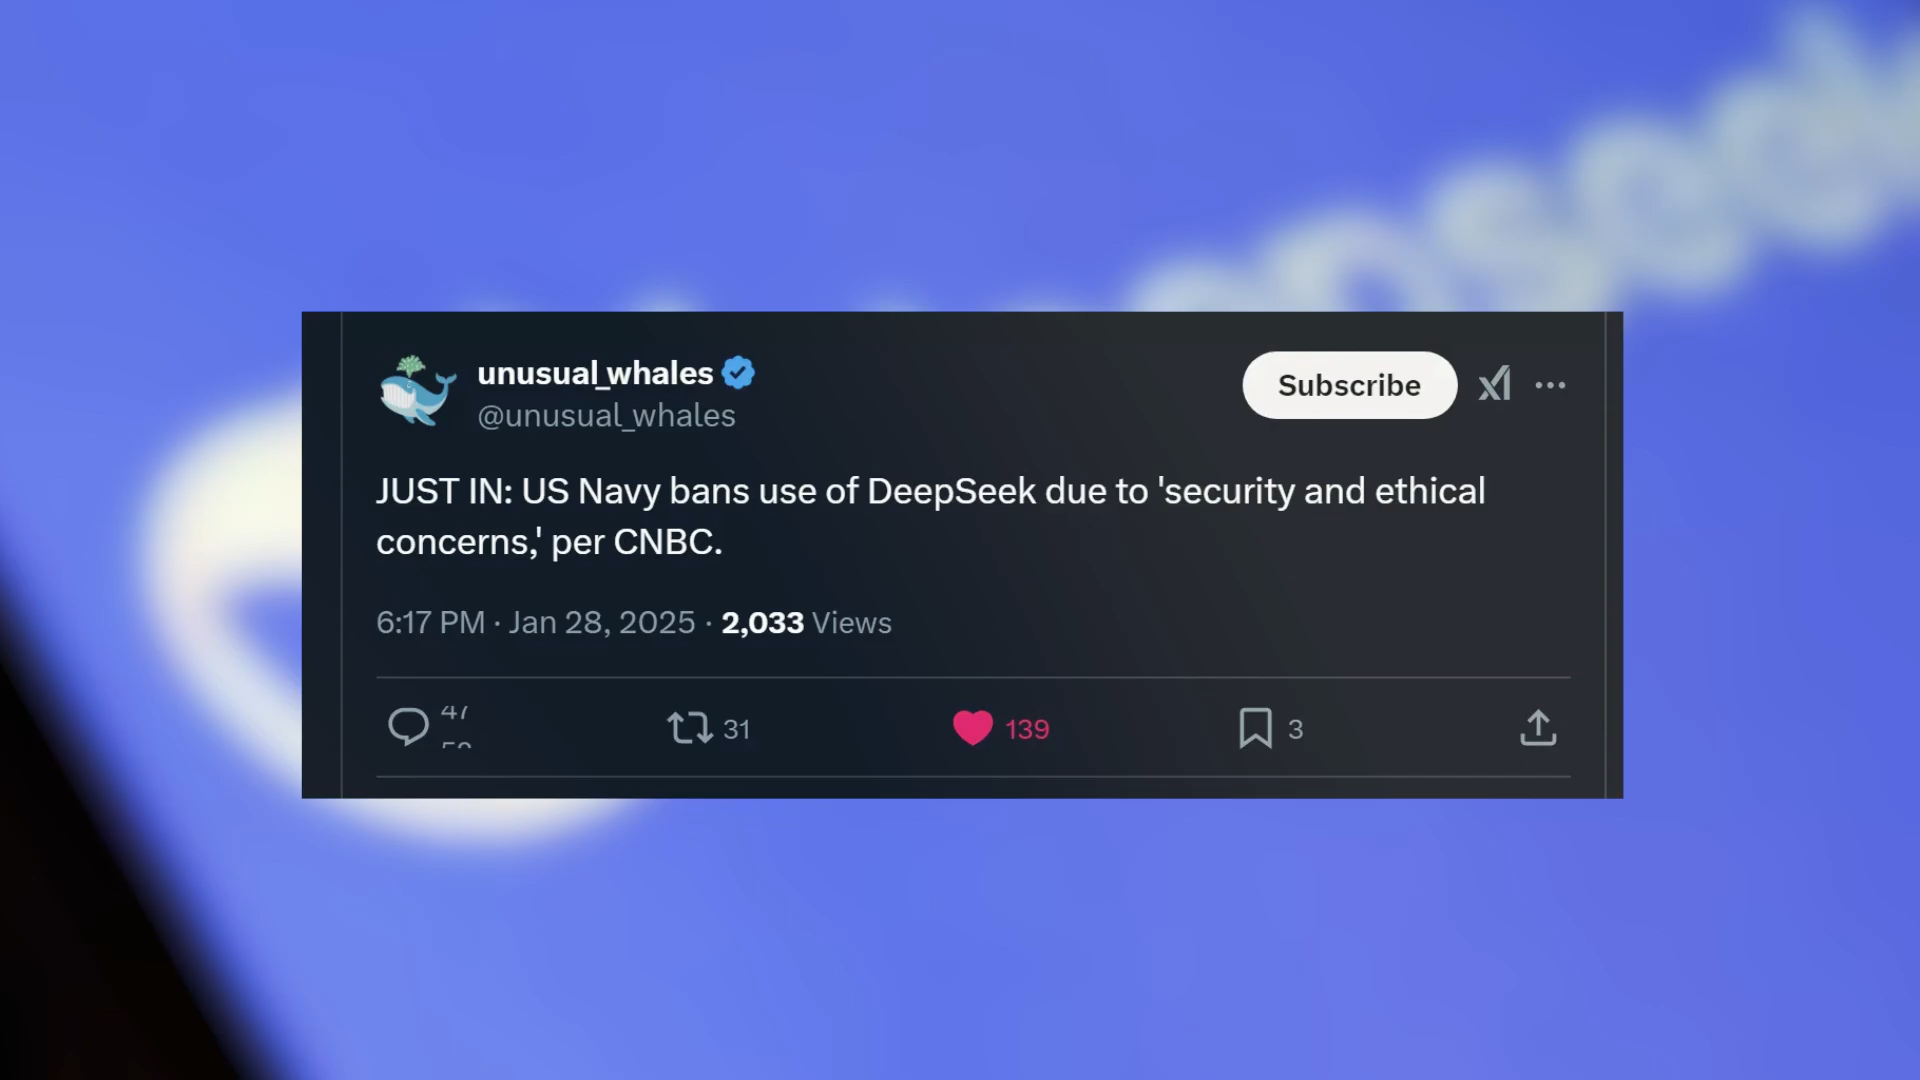 unusual_whales
@unusual_whales
Subscribe
JUST IN: US Navy bans use of DeepSeek due to 'security and ethical
concerns,' per CNBC.
6:17 PM · Jan 28, 2025 · 2,033 Views
31
139
3